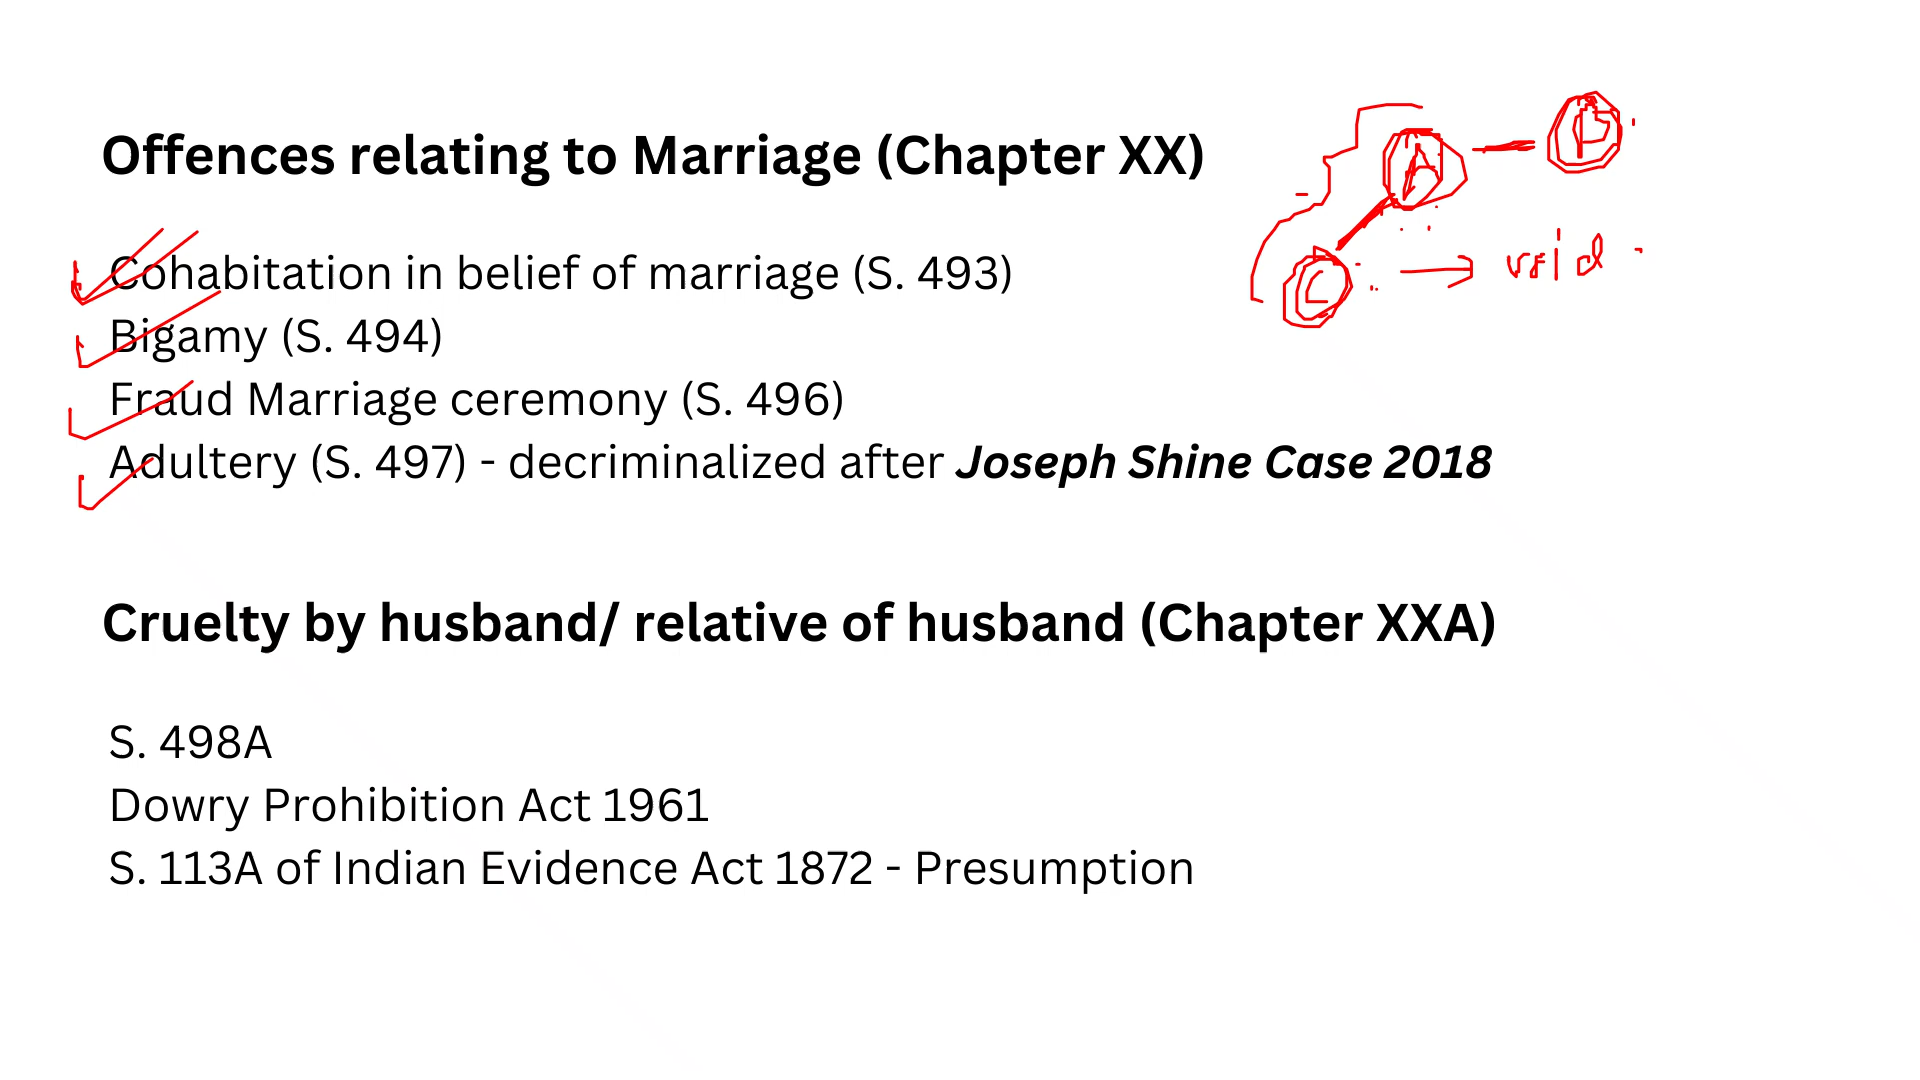 Offences relating to Marriage (Chapter XX)
A
C
void
Cohabitation in belief of marriage (S. 493)
Bigamy (S. 494)
Fraud Marriage ceremony (S. 496)
Adultery (S. 497) - decriminalized after Joseph Shine Case 2018
Cruelty by husband/ relative of husband (Chapter XXA)
S. 498A
Dowry Prohibition Act 1961
S. 113A of Indian Evidence Act 1872 - Presumption